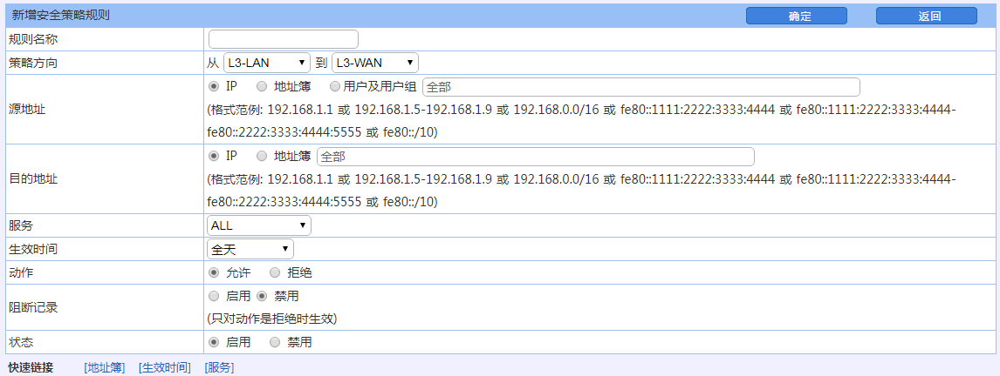 新增安全策略规则 确定 返回
规则名称
策略方向 从 L3-LAN 到 L3-WAN
源地址 IP 地址簿 用户及用户组 全部
(格式范例: 192.168.1.1 或 192.168.1.5-192.168.1.9 或 192.168.0.0/16 或 fe80::1111:2222:3333:4444 或 fe80::1111:2222:3333:4444-
fe80::2222:3333:4444:5555 或 fe80::/10)
目的地址 IP 地址簿 全部
(格式范例: 192.168.1.1 或 192.168.1.5-192.168.1.9 或 192.168.0.0/16 或 fe80::1111:2222:3333:4444 或 fe80::1111:2222:3333:4444-
fe80::2222:3333:4444:5555 或 fe80::/10)
服务 ALL
生效时间 全天
动作 允许 拒绝
阻断记录 启用 禁用
(只对动作是拒绝时生效)
状态 启用 禁用
快速链接 [地址簿] [生效时间] [服务]